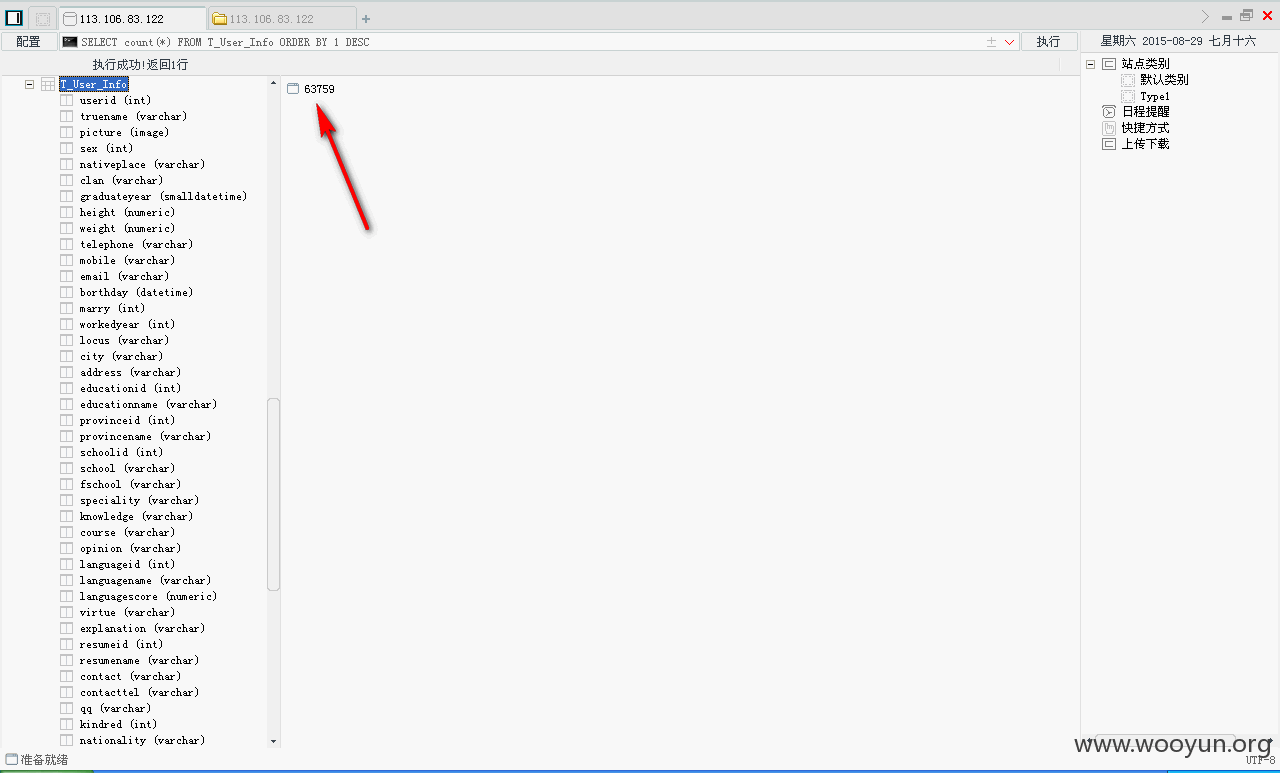 113.106.83.122
113.106.83.122
配置
SELECT count(*) FROM T_User_Info ORDER BY 1 DESC
执行
星期六 2015-08-29 七月十六
执行成功!返回1行
T_User_Info
userid (int)
truename (varchar)
picture (image)
sex (int)
nativeplace (varchar)
clan (varchar)
graduateyear (smalldatetime)
height (numeric)
weight (numeric)
telephone (varchar)
mobile (varchar)
email (varchar)
borthday (datetime)
marry (int)
workedyear (int)
locus (varchar)
city (varchar)
address (varchar)
educationid (int)
educationname (varchar)
provinceid (int)
provincename (varchar)
schoolid (int)
school (varchar)
fschool (varchar)
speciality (varchar)
knowledge (varchar)
course (varchar)
opinion (varchar)
languageid (int)
languagename (varchar)
languagescore (numeric)
virtue (varchar)
explanation (varchar)
resumeid (int)
resumename (varchar)
contact (varchar)
contacttel (varchar)
qq (varchar)
kindred (int)
nationality (varchar)
63759
站点类别
默认类别
Type1
日程提醒
快捷方式
上传下载
www.wooyun.org
准备就绪
UTF-8